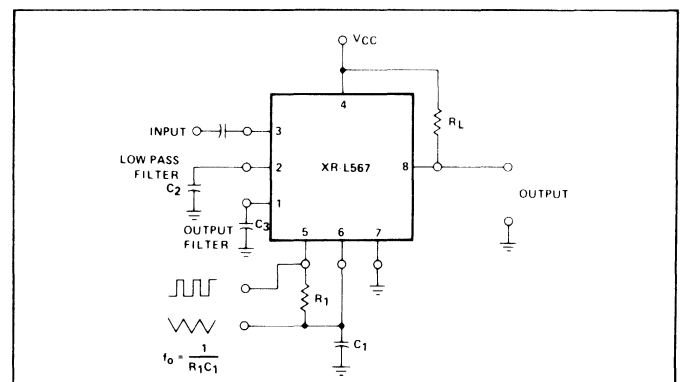 VCC
4
RL
INPUT
3
LOW PASS
FILTER
C2
2
XR-L567
8
OUTPUT
1
C3
OUTPUT
FILTER
5
6
7
R1
C1
fo = 1
R1C1